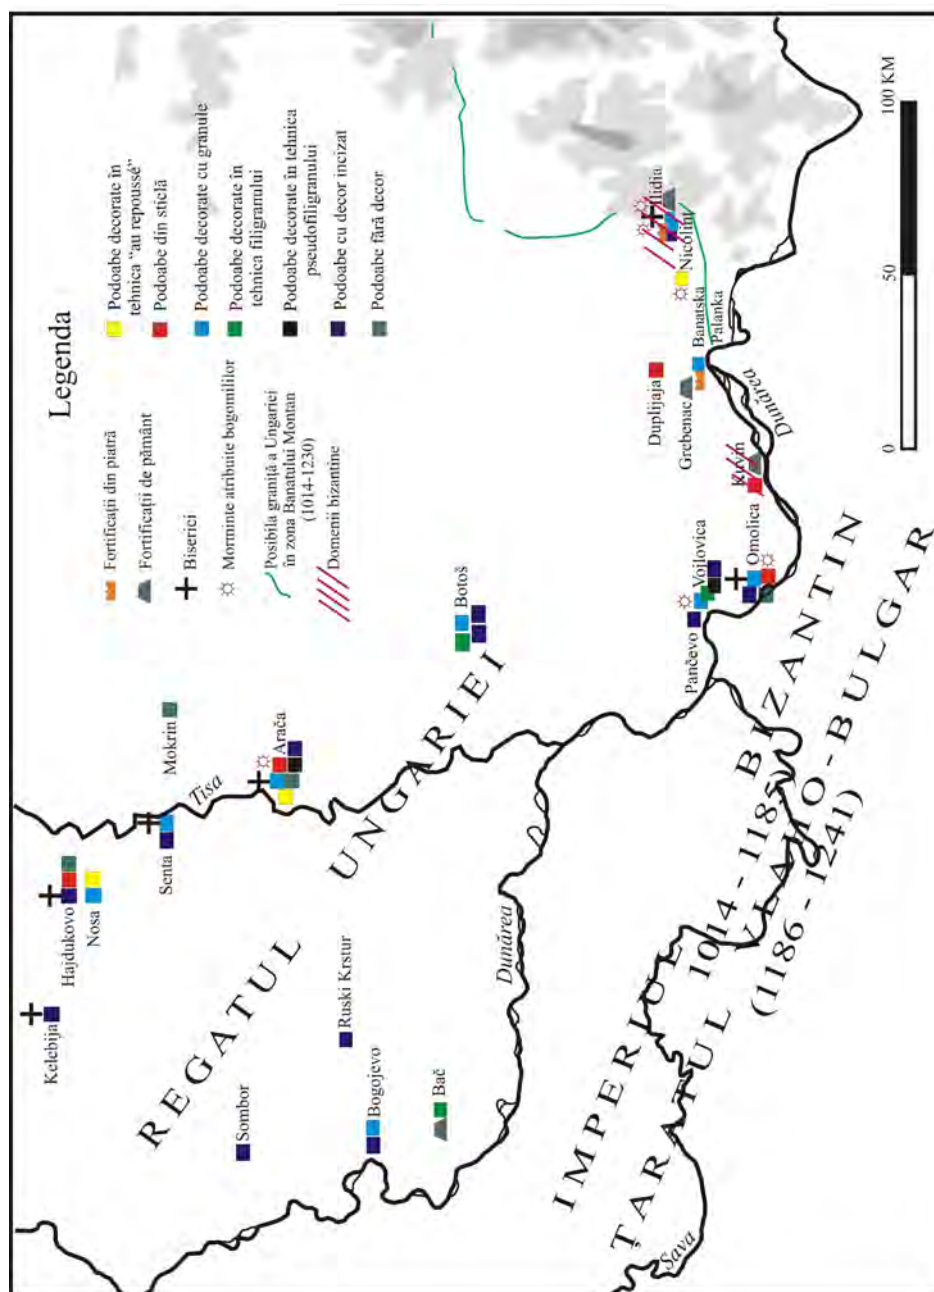 Legenda
Fortificații din piatră
Fortificații de pământ
Biserici
Morminte atribuite bogomililor
Posibila graniță a Ungariei
în zona Banatului Montan
(1014-1230)
Domenii bizantine
Podoabe decorate în
tehnica "au repoussé"
Podoabe din sticlă
Podoabe decorate cu granule
Podoabe decorate în
tehnica filigranului
Podoabe decorate în tehnica
pseudofiligranului
Podoabe cu decor incizat
Podoabe fără decor
Kelebija
Hajdukovo
Nosa
Senta
Mokrin
Tisa
Arača
Sombor
Ruski Krstur
Bogojevo
Bač
Botoš
REGATUL UNGARIEI
Dunărea
Pančevo
Vojlovica
Omolica
Kuvin
Duplijaja
Grebenac
Banatska
Palanka
Nicolinț
Ilidia
Dunărea
Sava
IMPERIUL BIZANTIN
1014 - 1185)
ȚARATUL VLAHO-BULGAR
(1186 - 1241)
0 50 100 KM